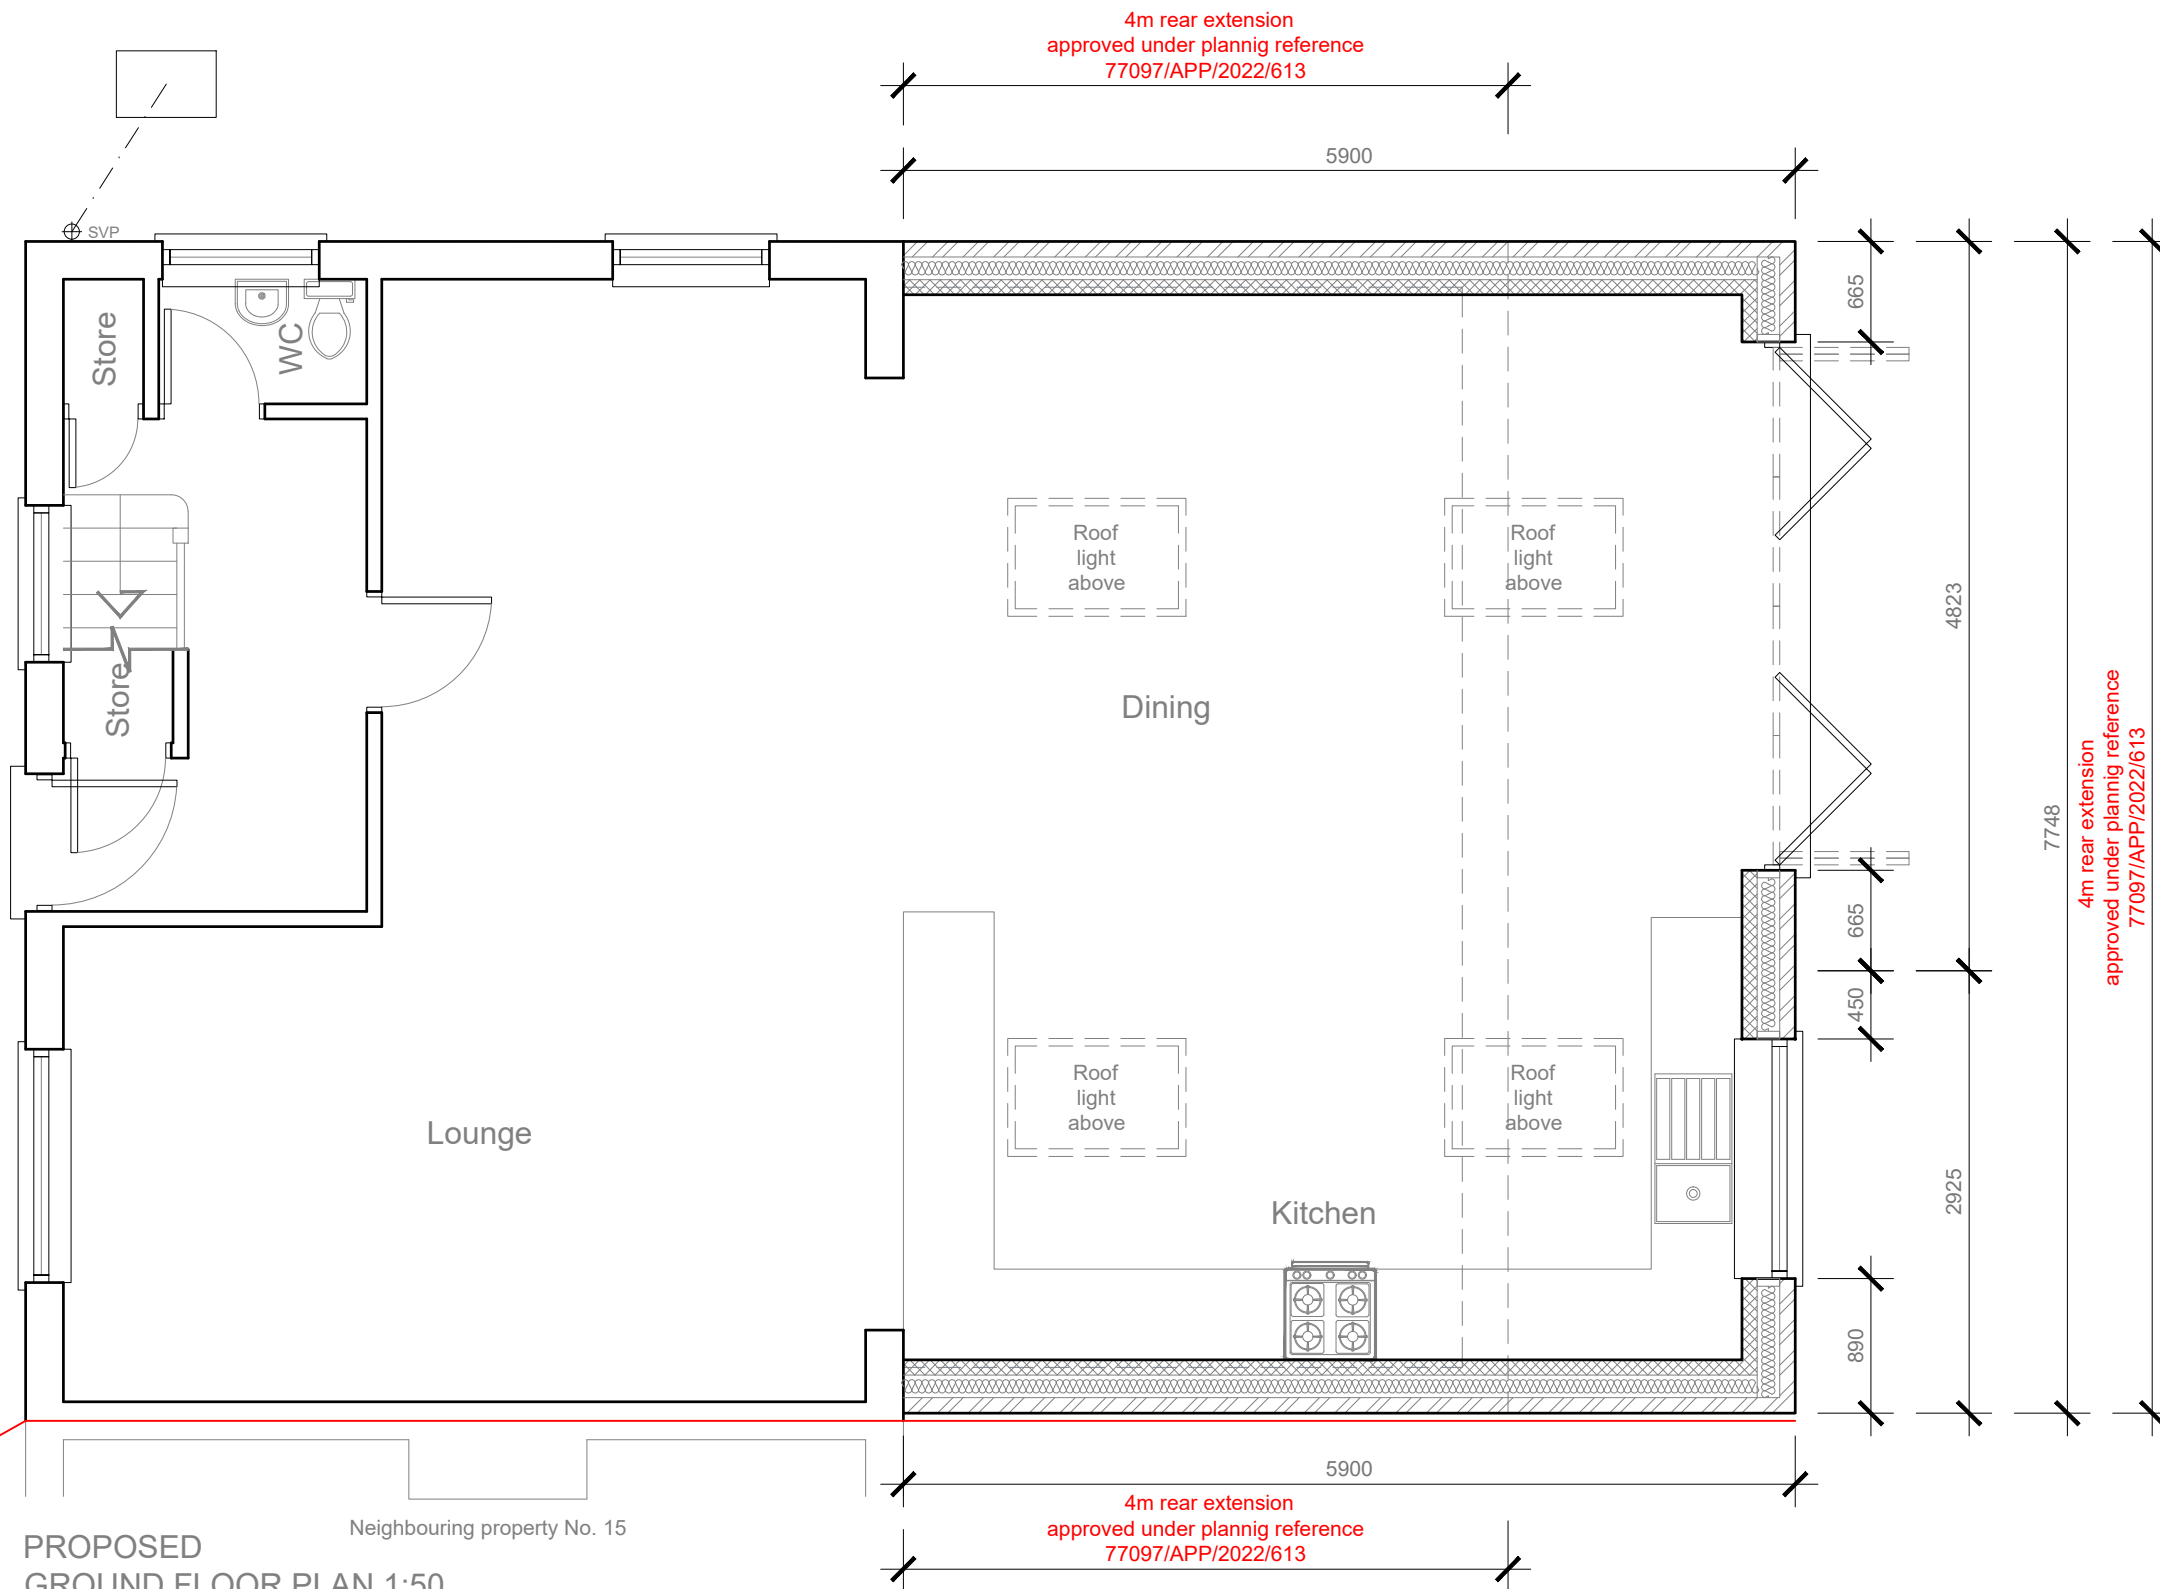 4m rear extension
approved under plannig reference
77097/APP/2022/613
5900
SVP
Store
WC
665
Roof
light
above
Roof
light
above
4823
Store
Dining
7748
4m rear extension
approved under plannig reference
77097/APP/2022/613
665
450
Roof
light
above
Roof
light
above
Lounge
Kitchen
2925
890
5900
4m rear extension
approved under plannig reference
77097/APP/2022/613
Neighbouring property No. 15
PROPOSED
GROUND FLOOR PLAN 1:50